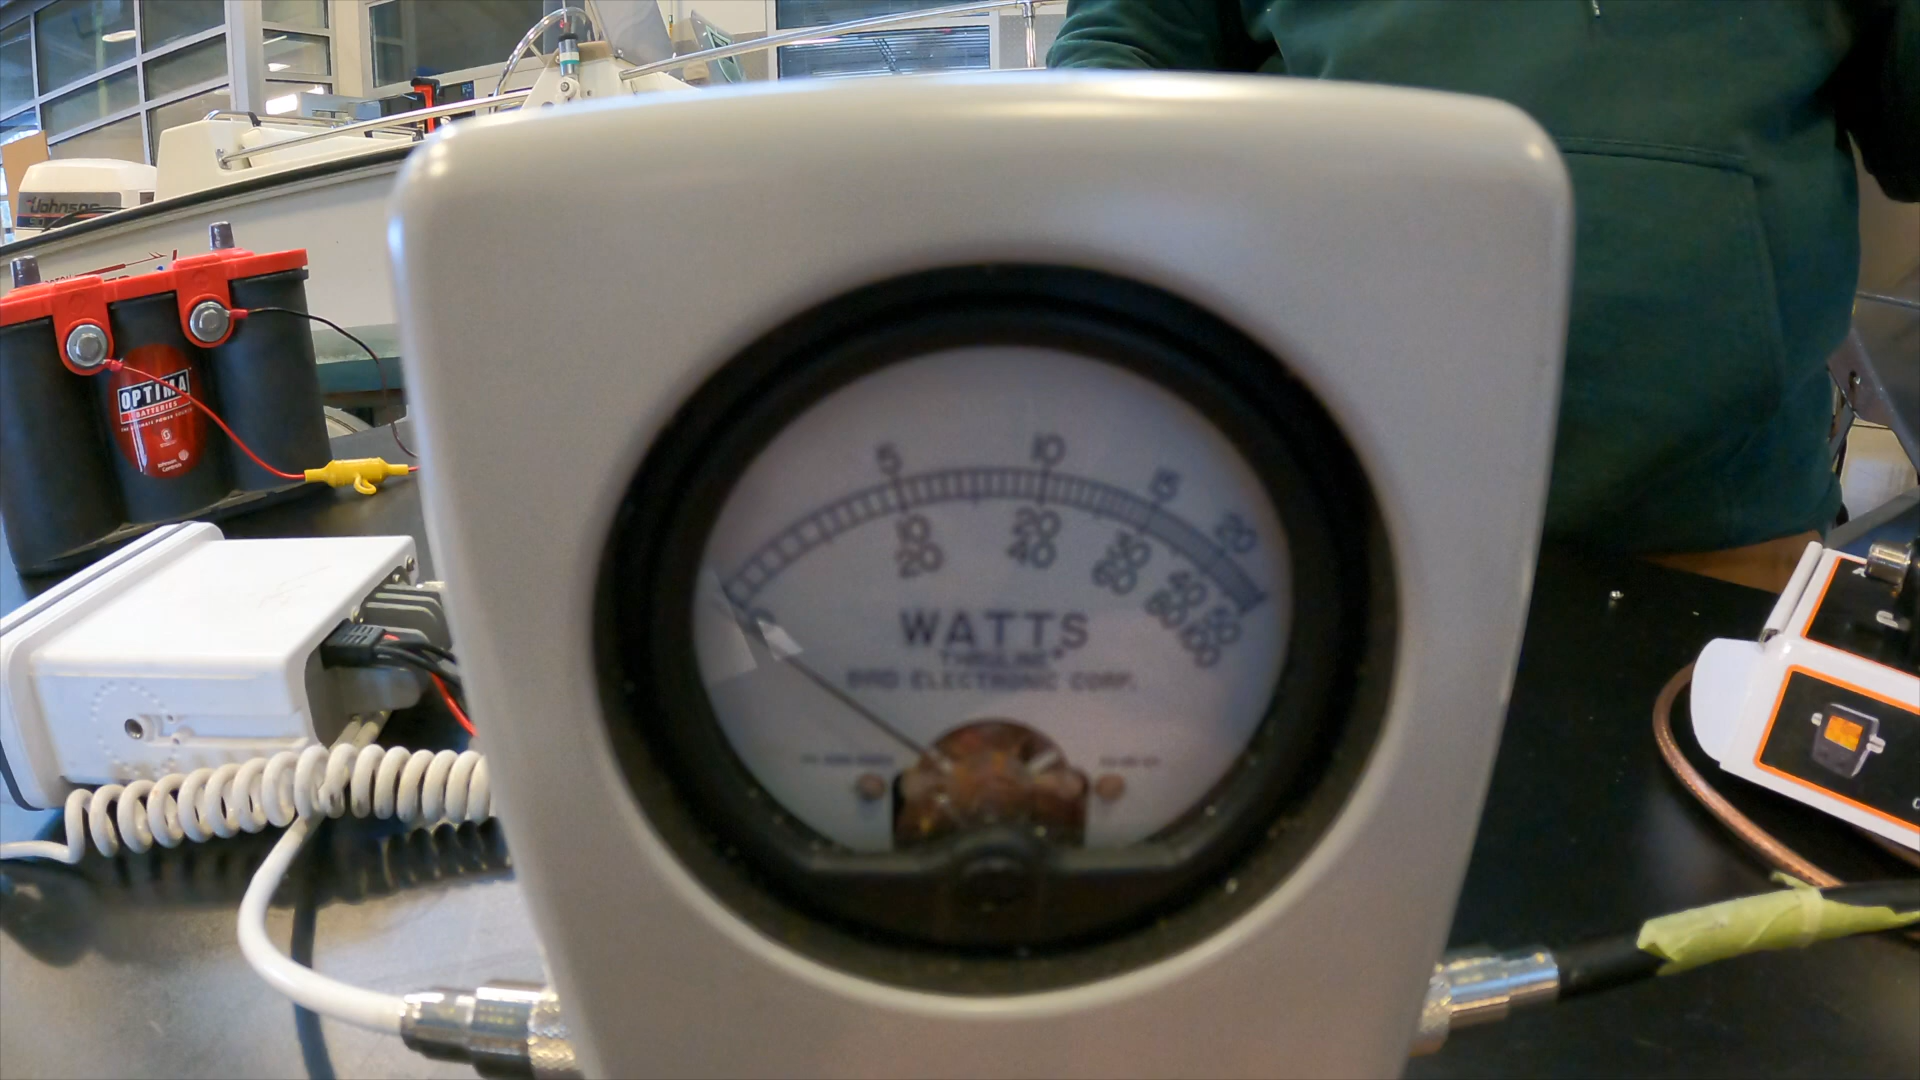 Johnson
OPTIMA
BATTERIES
5 10 15 20
10 20 30 40 50
20 40 60 80 100
0
WATTS
THRULINE®
BIRD ELECTRONIC CORP.